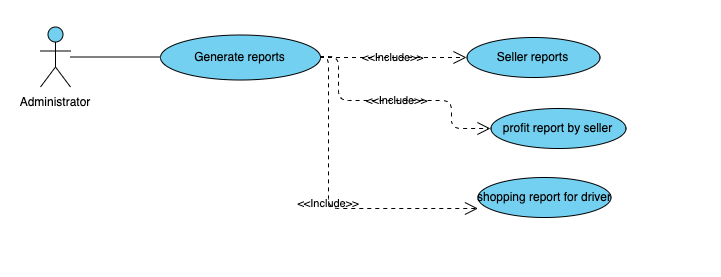 Generate reports
<<Include>>
Seller reports
Administrator
<<Include>>
profit report by seller
shopping report for driver
<<Include>>